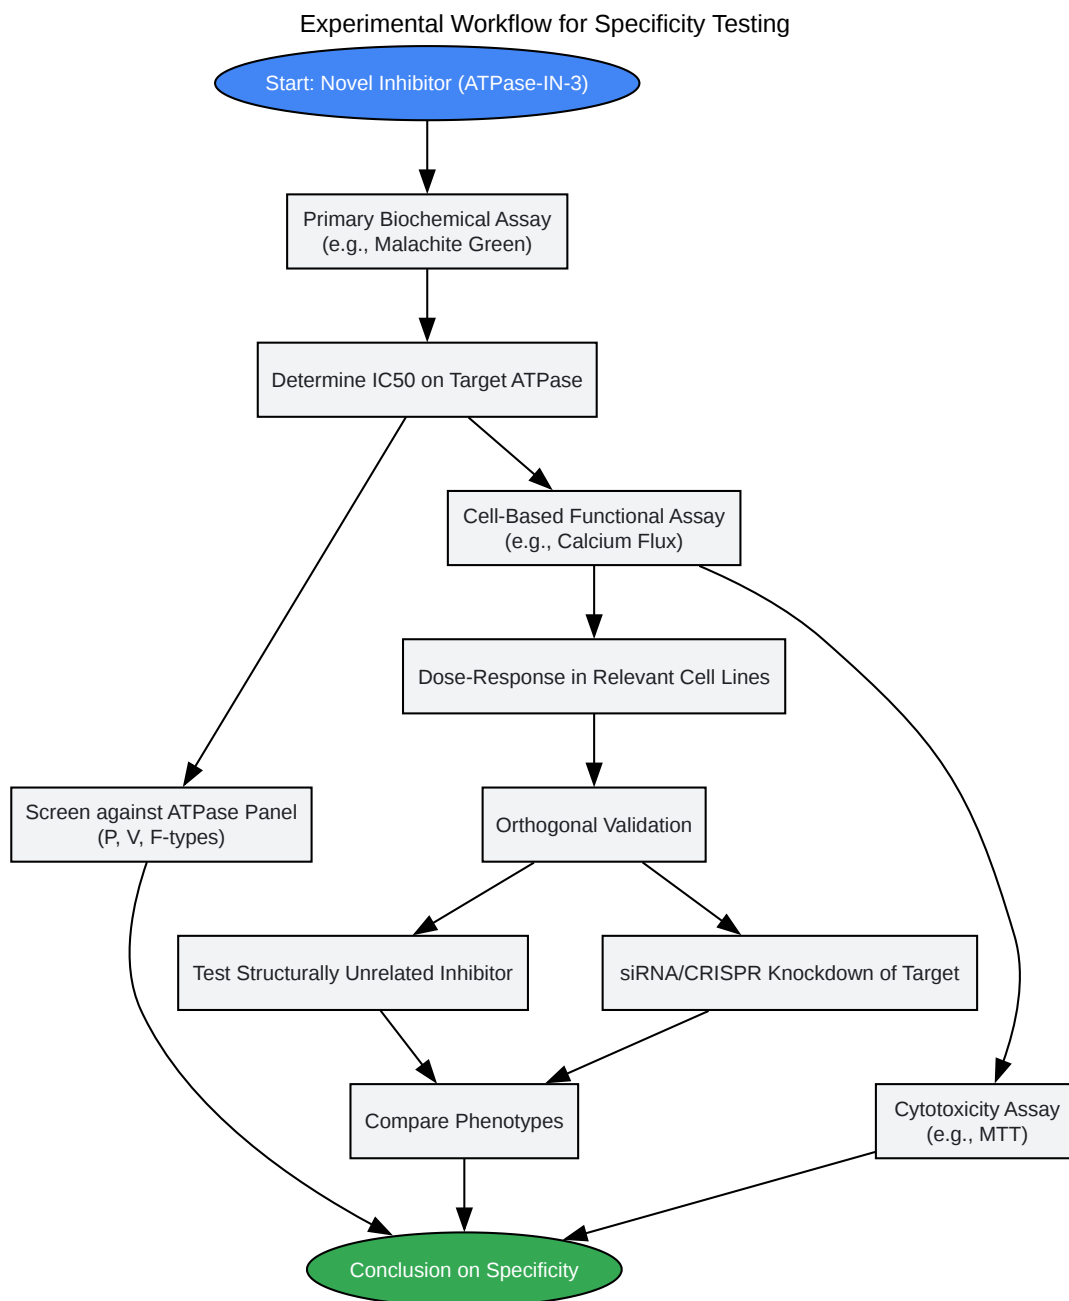 Experimental Workflow for Specificity Testing
Start: Novel Inhibitor (ATPase-IN-3)
Primary Biochemical Assay
(e.g., Malachite Green)
Determine IC50 on Target ATPase
Cell-Based Functional Assay
(e.g., Calcium Flux)
Dose-Response in Relevant Cell Lines
Screen against ATPase Panel
(P, V, F-types)
Orthogonal Validation
Test Structurally Unrelated Inhibitor
siRNA/CRISPR Knockdown of Target
Compare Phenotypes
Cytotoxicity Assay
(e.g., MTT)
Conclusion on Specificity